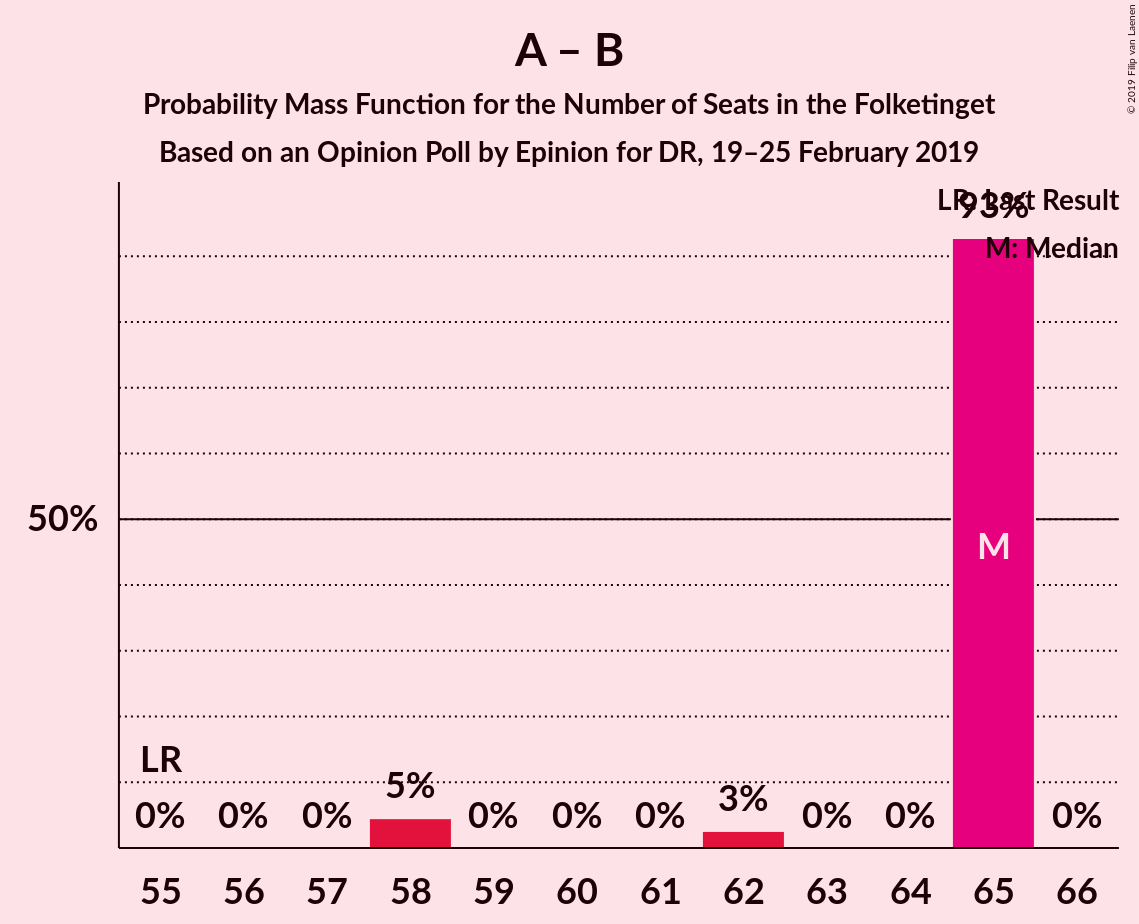 A – B
Probability Mass Function for the Number of Seats in the Folketinget
Based on an Opinion Poll by Epinion for DR, 19–25 February 2019
© 2019 Filip van Laenen
LR: Last Result
M: Median
93%
50%
M
LR
0% 0% 0% 5% 0% 0% 0% 3% 0% 0% 0%
55 56 57 58 59 60 61 62 63 64 65 66